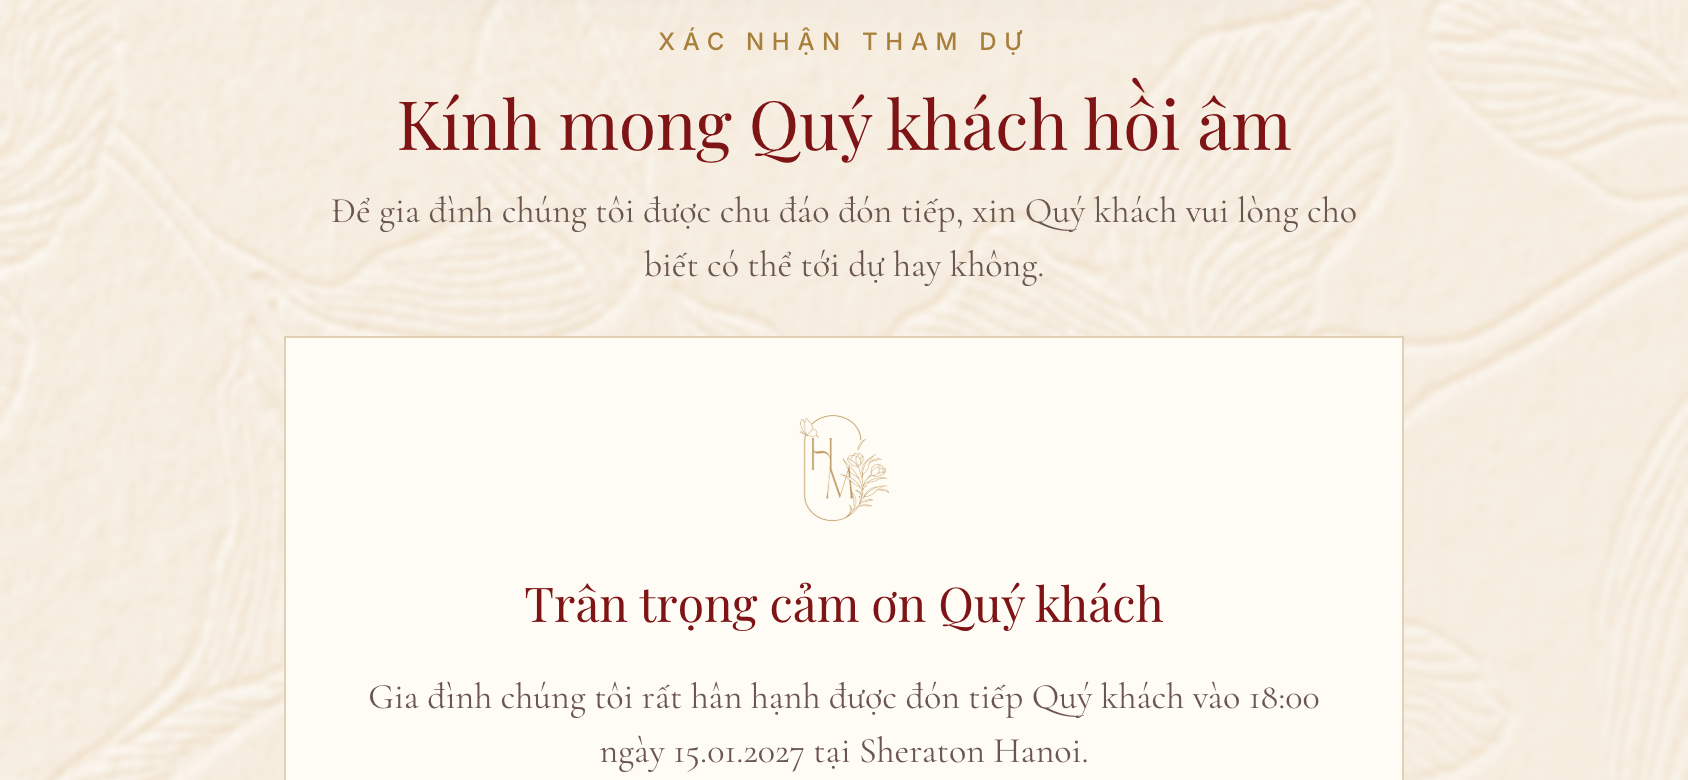 XÁC NHẬN THAM DỰ
Kính mong Quý khách hồi âm
Để gia đình chúng tôi được chu đáo đón tiếp, xin Quý khách vui lòng cho
biết có thể tới dự hay không.
H
M
Trân trọng cảm ơn Quý khách
Gia đình chúng tôi rất hân hạnh được đón tiếp Quý khách vào 18:00
ngày 15.01.2027 tại Sheraton Hanoi.